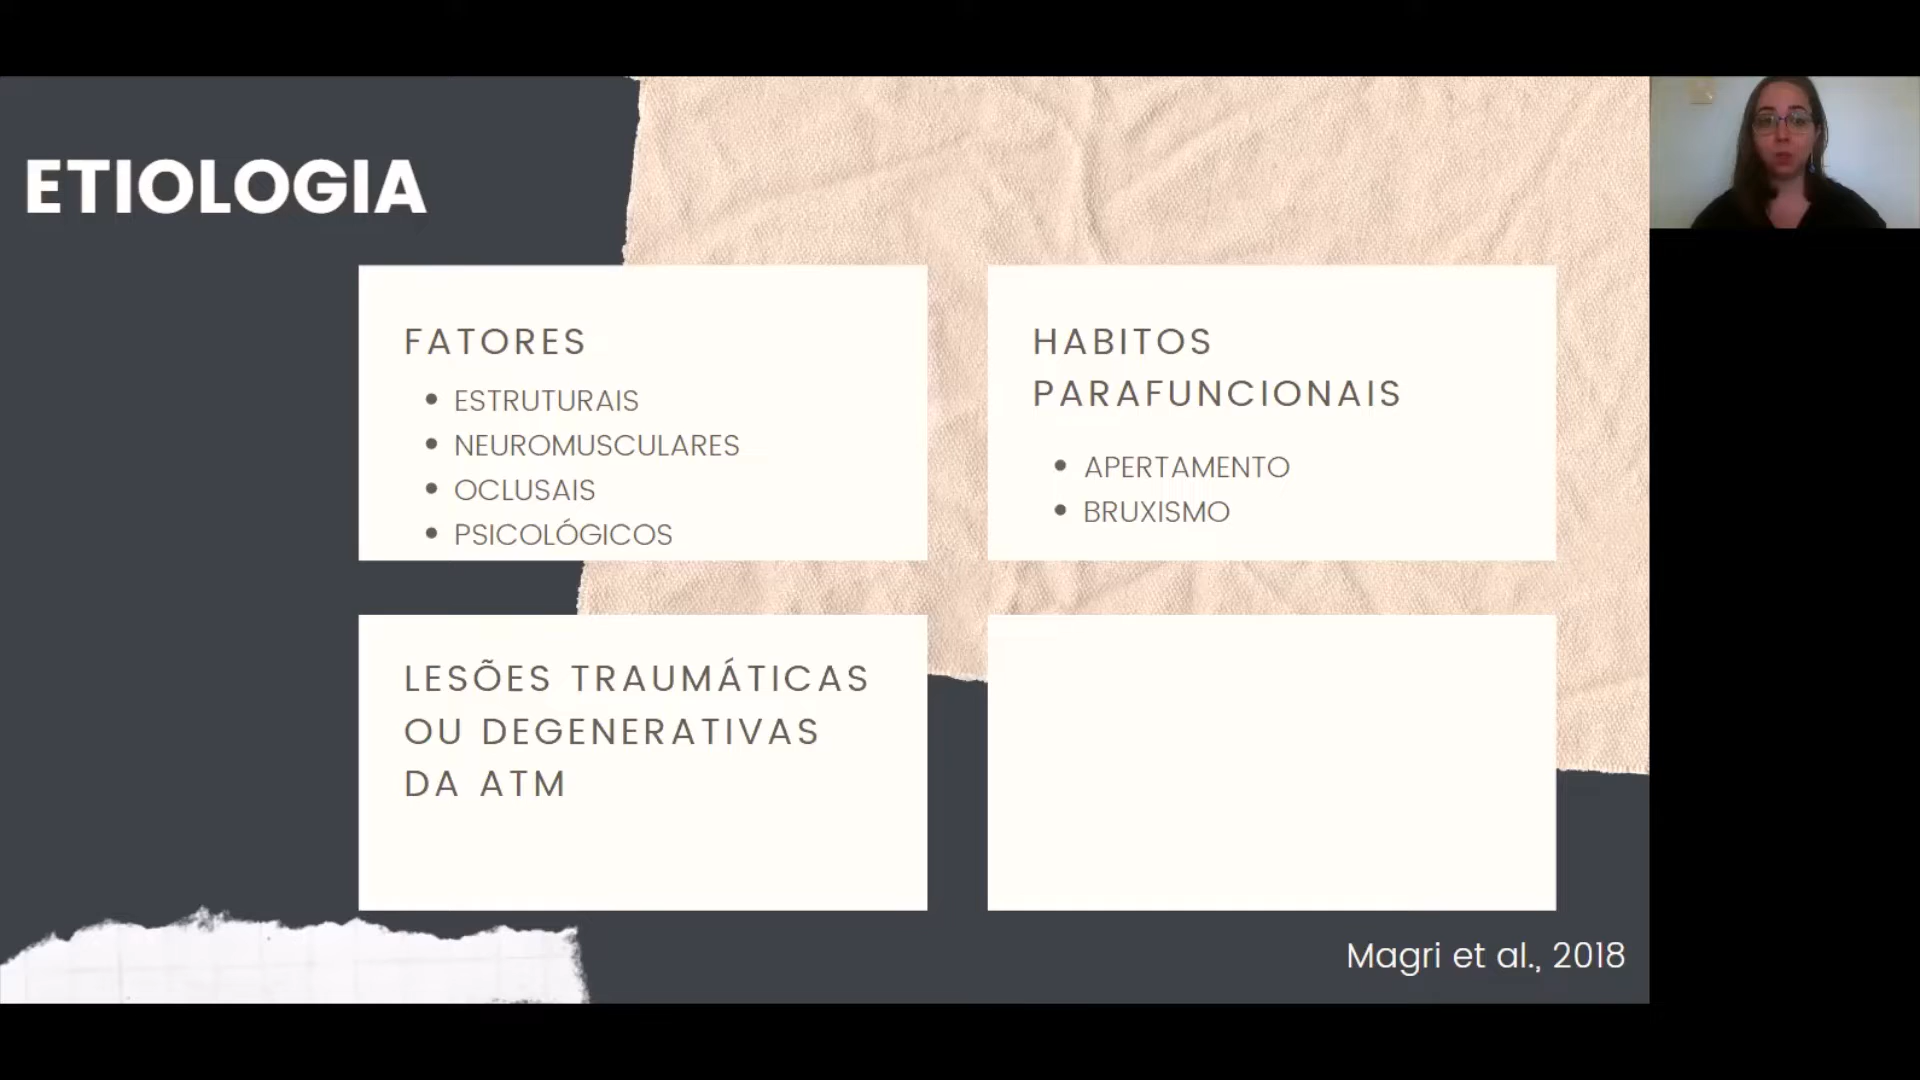 ETIOLOGIA
FATORES
• ESTRUTURAIS
• NEUROMUSCULARES
• OCLUSAIS
• PSICOLÓGICOS
HABITOS
PARAFUNCIONAIS
• APERTAMENTO
• BRUXISMO
LESÕES TRAUMÁTICAS
OU DEGENERATIVAS
DA ATM
Magri et al., 2018